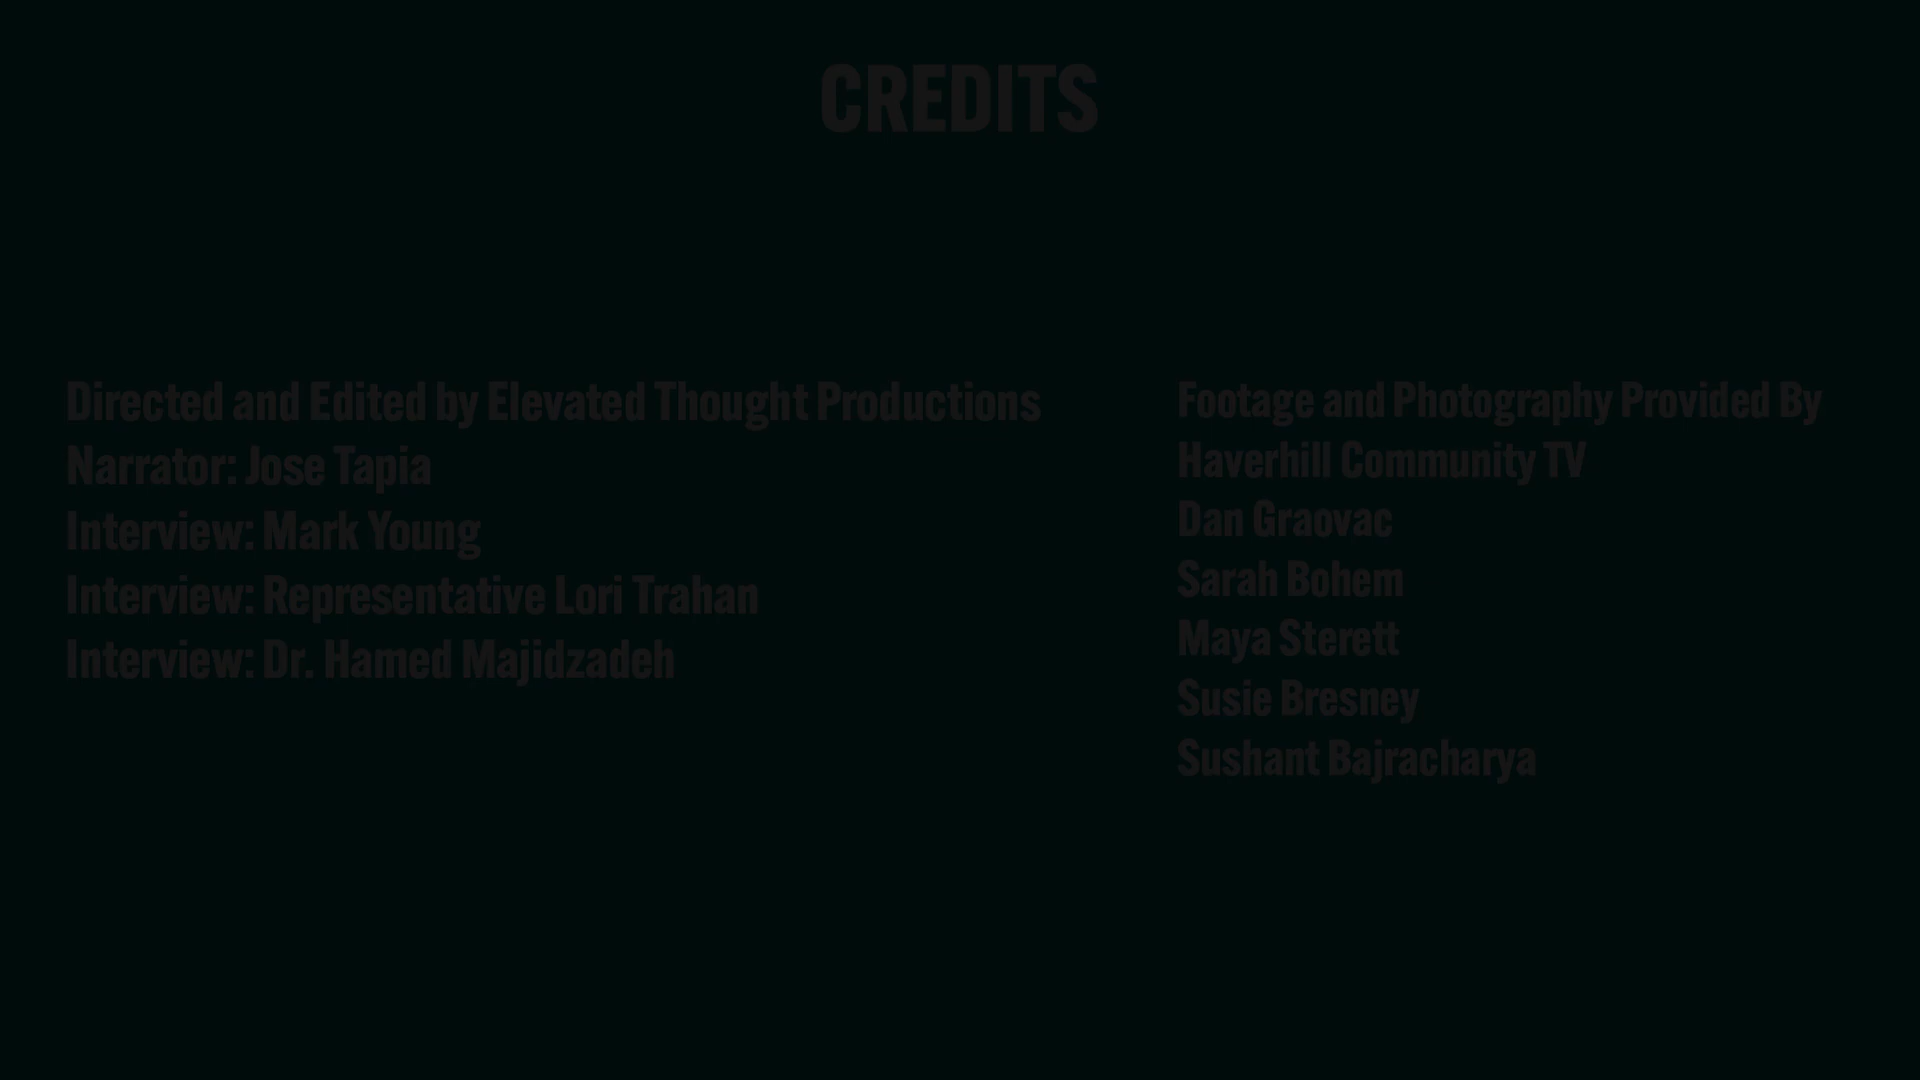 CREDITS
Directed and Edited by Elevated Thought Productions
Narrator: Jose Tapia
Interview: Mark Young
Interview: Representative Lori Trahan
Interview: Dr. Hamed Majidzadeh
Footage and Photography Provided By
Haverhill Community TV
Dan Graovac
Sarah Bohem
Maya Sterett
Susie Bresney
Sushant Bajracharya